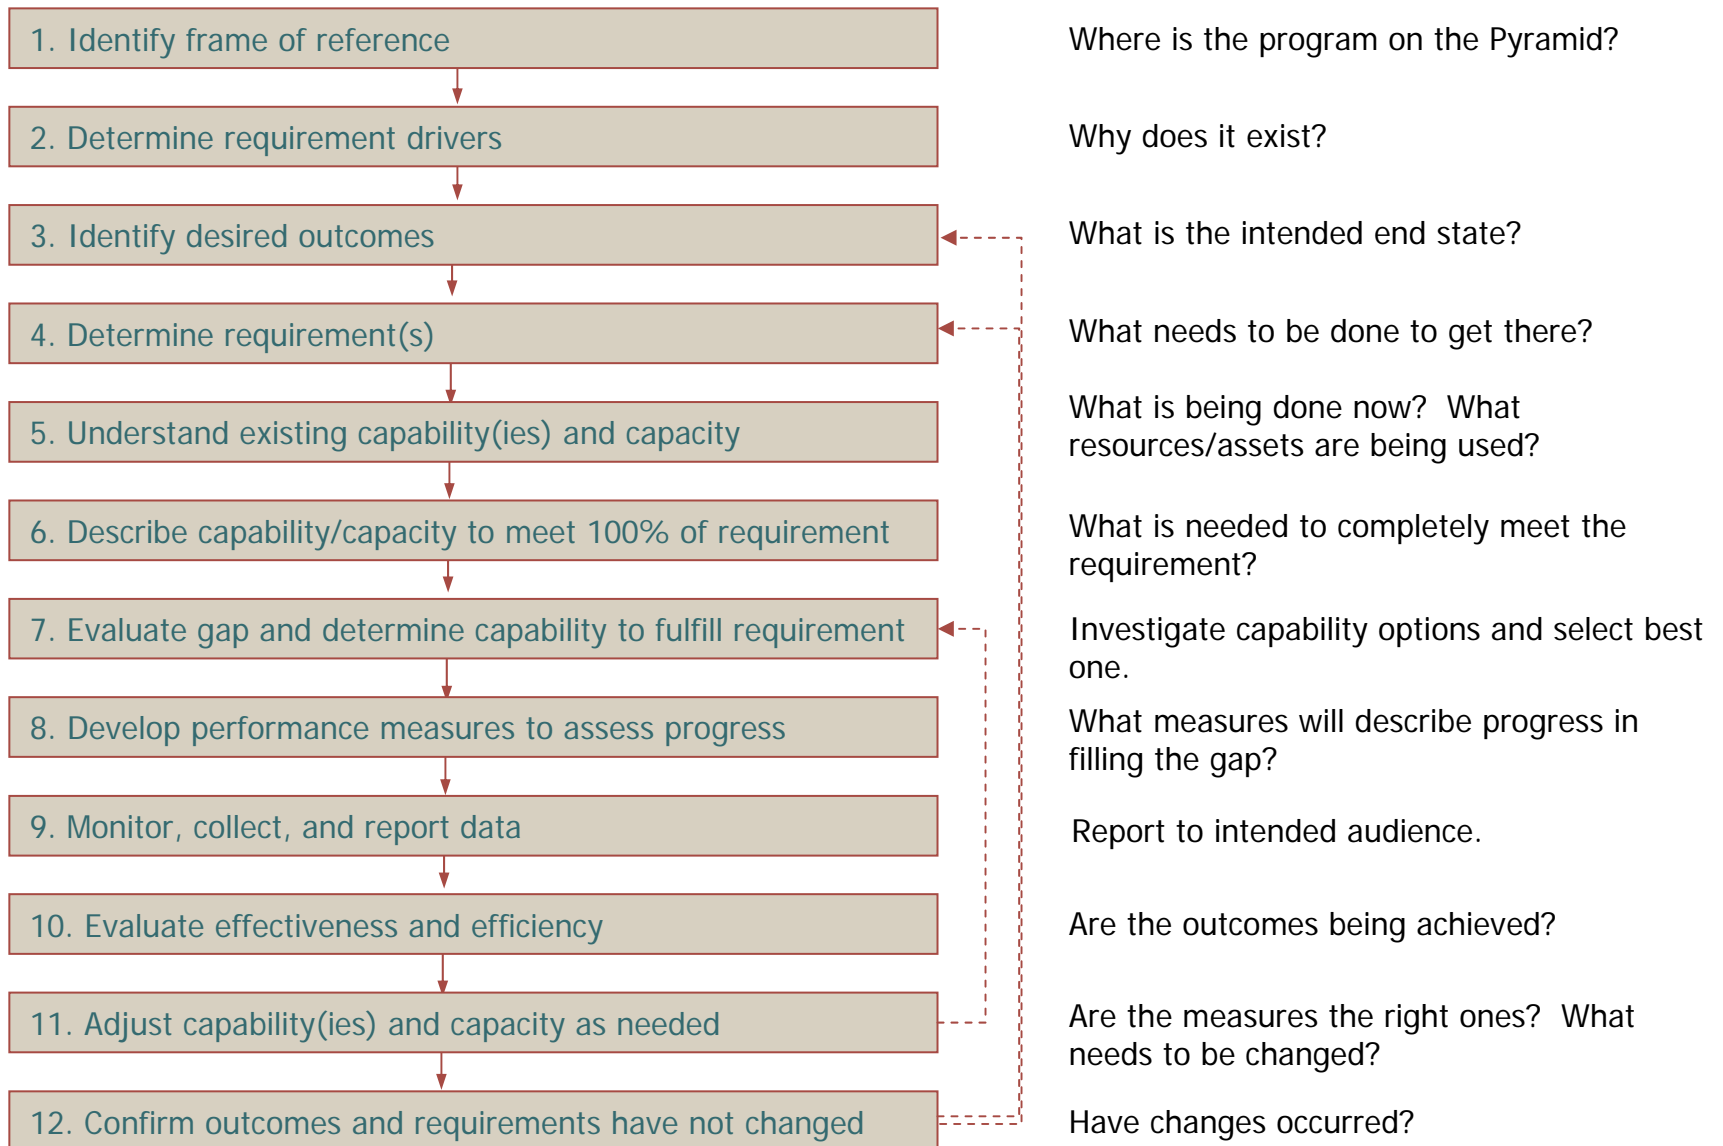 1. Identify frame of reference
Where is the program on the Pyramid?
2. Determine requirement drivers
Why does it exist?
3. Identify desired outcomes
What is the intended end state?
4. Determine requirement(s)
What needs to be done to get there?
5. Understand existing capability(ies) and capacity
What is being done now?  What
resources/assets are being used?
6. Describe capability/capacity to meet 100% of requirement
What is needed to completely meet the
requirement?
7. Evaluate gap and determine capability to fulfill requirement
Investigate capability options and select best
one.
8. Develop performance measures to assess progress
What measures will describe progress in
filling the gap?
9. Monitor, collect, and report data
Report to intended audience.
10. Evaluate effectiveness and efficiency
Are the outcomes being achieved?
11. Adjust capability(ies) and capacity as needed
Are the measures the right ones?  What
needs to be changed?
12. Confirm outcomes and requirements have not changed
Have changes occurred?